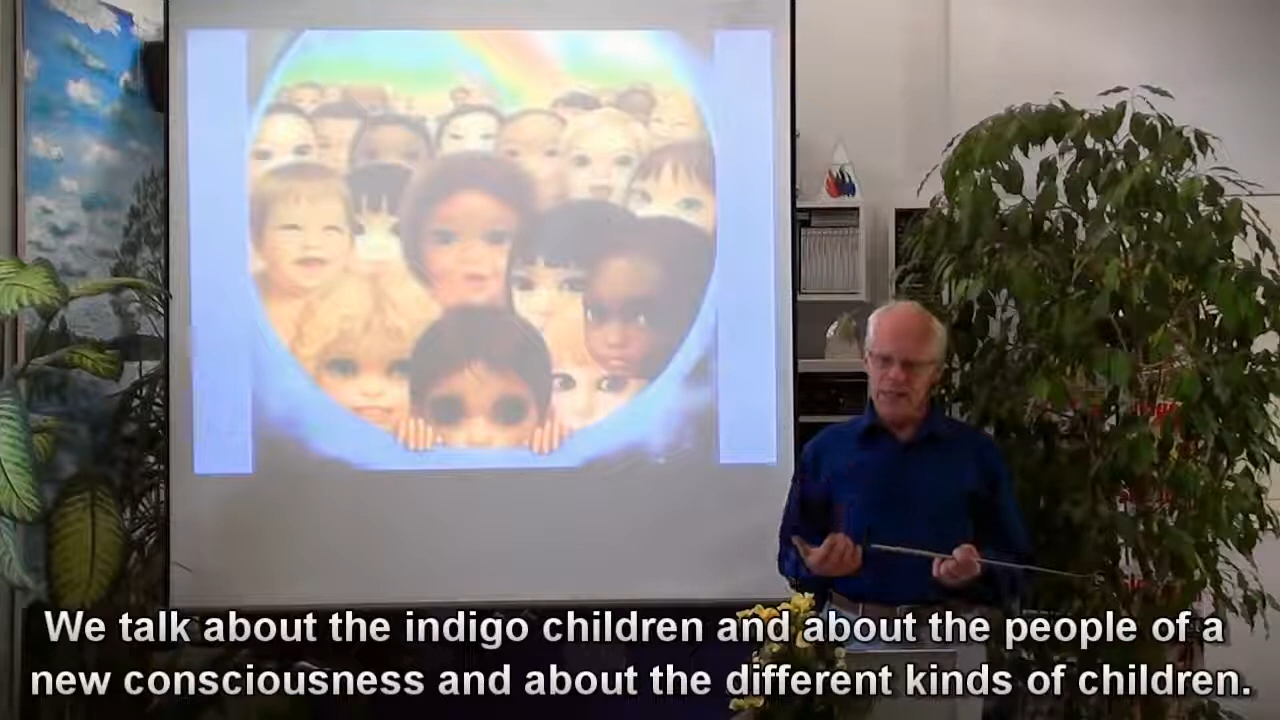 We talk about the indigo children and about the people of a
new consciousness and about the different kinds of children.